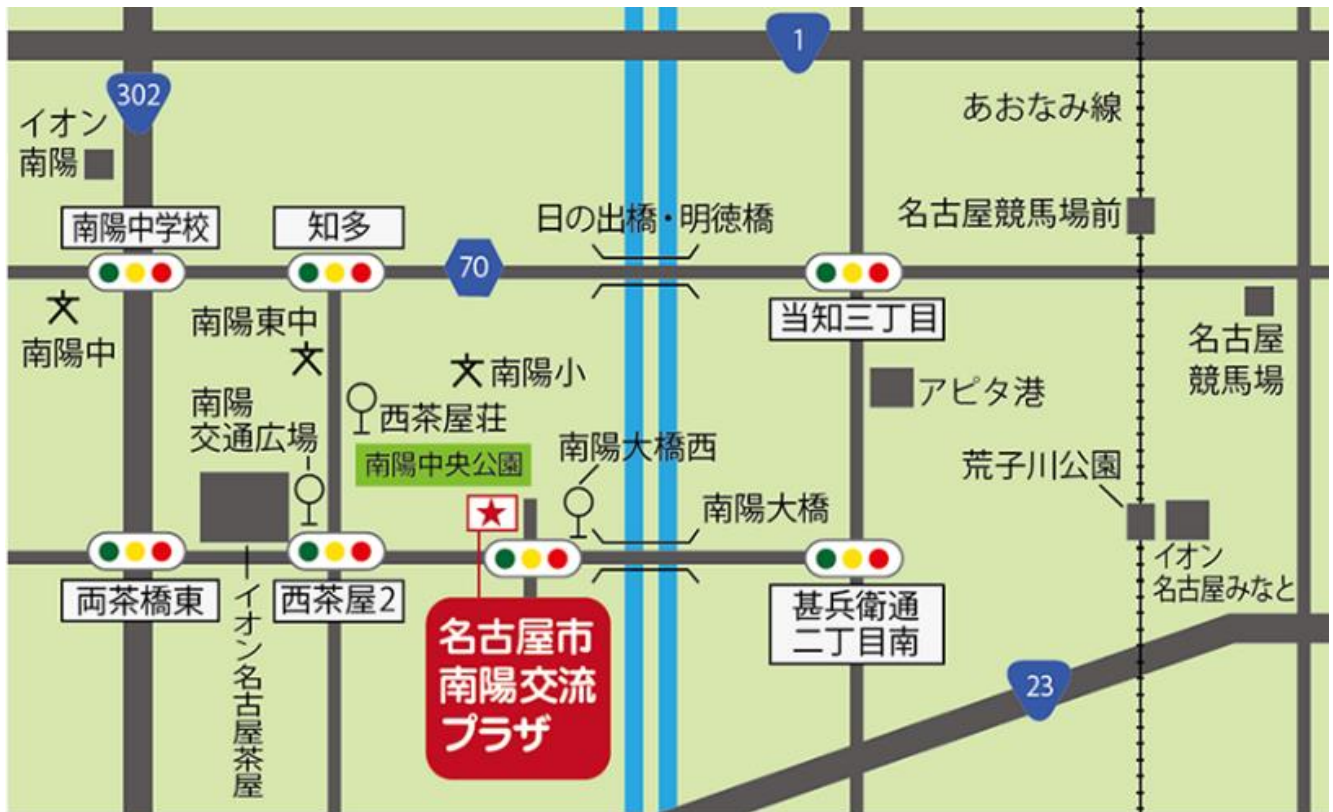 1
302
あおなみ線
イオン
南陽
名古屋競馬場前
南陽中学校
知多
日の出橋・明徳橋
70
南陽中
南陽東中
南陽小
当知三丁目
名古屋
競馬場
アピタ港
南陽
交通広場
西茶屋荘
南陽中央公園
南陽大橋西
荒子川公園
南陽大橋
両茶橋東
イオン名古屋茶屋
西茶屋2
名古屋市
南陽交流
プラザ
甚兵衛通
二丁目南
イオン
名古屋みなと
23
文
文
文